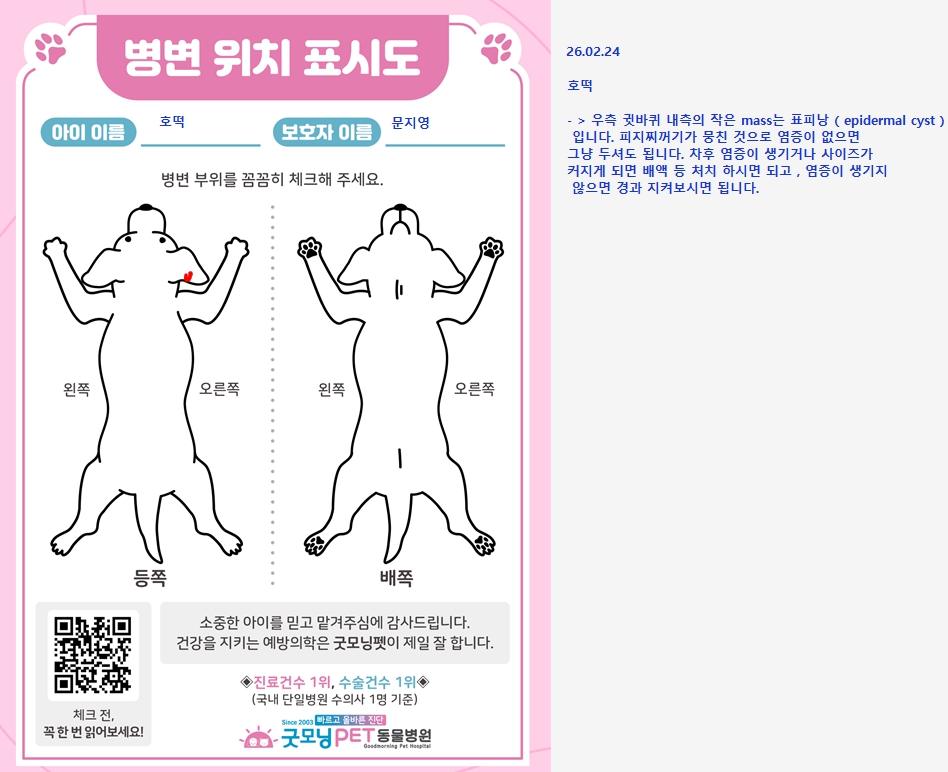 병변 위치 표시도
아이 이름 호떡 보호자 이름 문지영
병변 부위를 꼼꼼히 체크해 주세요.
왼쪽 오른쪽 왼쪽 오른쪽
등쪽 배쪽
소중한 아이를 믿고 맡겨주심에 감사드립니다.
건강을 지키는 예방의학은 굿모닝펫이 제일 잘 합니다.
체크 전,
꼭 한 번 읽어보세요!
◈진료건수 1위, 수술건수 1위◈
(국내 단일병원 수의사 1명 기준)
Since 2003 바르고 올바른 진단
굿모닝PET동물병원
Goodmorning Pet Hospital
26.02.24
호떡
- > 우측 귓바퀴 내측의 작은 mass는 표피낭 ( epidermal cyst )
입니다. 피지찌꺼기가 뭉친 것으로 염증이 없으면
그냥 두셔도 됩니다. 차후 염증이 생기거나 사이즈가
커지게 되면 배액 등 처치 하시면 되고 , 염증이 생기지
않으면 경과 지켜보시면 됩니다.